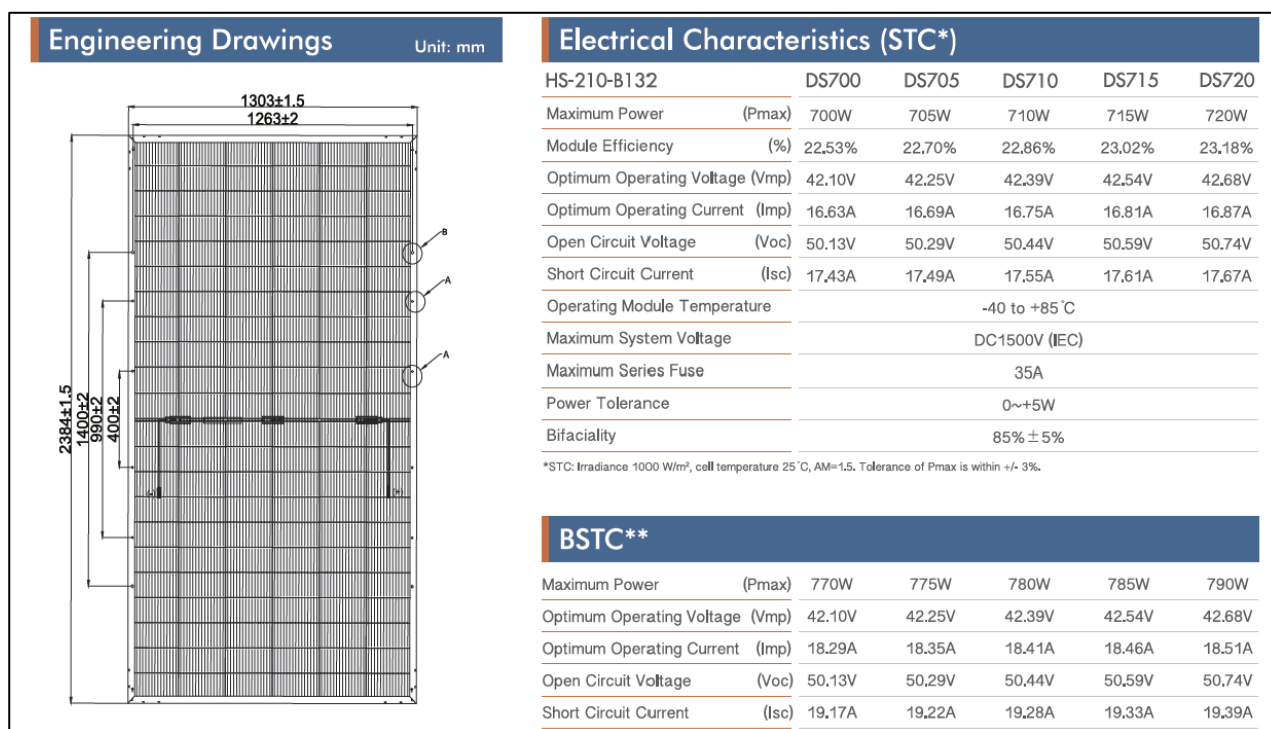 Engineering Drawings Unit: mm
1303±1.5
1263±2
B
A
A
2384±1.5
1400±2
990±2
400±2
(-) (+)
Electrical Characteristics (STC*)
HS-210-B132 DS700 DS705 DS710 DS715 DS720
Maximum Power (Pmax) 700W 705W 710W 715W 720W
Module Efficiency (%) 22.53% 22.70% 22.86% 23.02% 23.18%
Optimum Operating Voltage (Vmp) 42.10V 42.25V 42.39V 42.54V 42.68V
Optimum Operating Current (Imp) 16.63A 16.69A 16.75A 16.81A 16.87A
Open Circuit Voltage (Voc) 50.13V 50.29V 50.44V 50.59V 50.74V
Short Circuit Current (Isc) 17.43A 17.49A 17.55A 17.61A 17.67A
Operating Module Temperature -40 to +85˚C
Maximum System Voltage DC1500V (IEC)
Maximum Series Fuse 35A
Power Tolerance 0~+5W
Bifaciality 85%±5%
*STC: Irradiance 1000 W/m², cell temperature 25˚C, AM=1.5. Tolerance of Pmax is within +/- 3%.
BSTC**
Maximum Power (Pmax) 770W 775W 780W 785W 790W
Optimum Operating Voltage (Vmp) 42.10V 42.25V 42.39V 42.54V 42.68V
Optimum Operating Current (Imp) 18.29A 18.35A 18.41A 18.46A 18.51A
Open Circuit Voltage (Voc) 50.13V 50.29V 50.44V 50.59V 50.74V
Short Circuit Current (Isc) 19.17A 19.22A 19.28A 19.33A 19.39A